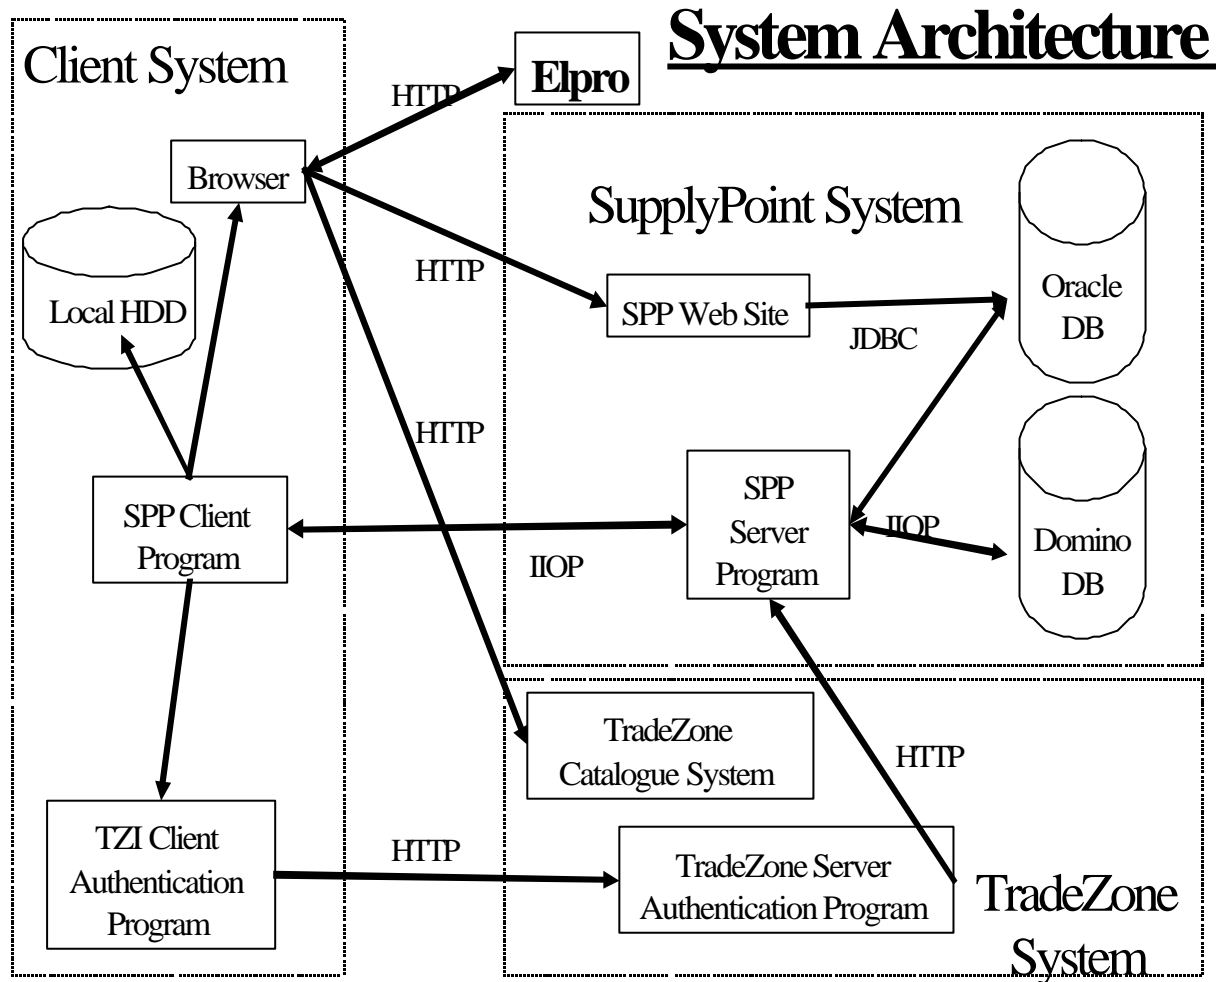 System Architecture
Client System
Elpro
HTTP
Browser
SupplyPoint System
HTTP
Local HDD
SPP Web Site
Oracle
DB
JDBC
HTTP
SPP Client
Program
SPP
Server
Program
IIOP
IIOP
Domino
DB
TradeZone
Catalogue System
HTTP
TZI Client
Authentication
Program
HTTP
TradeZone Server
Authentication Program
TradeZone
System